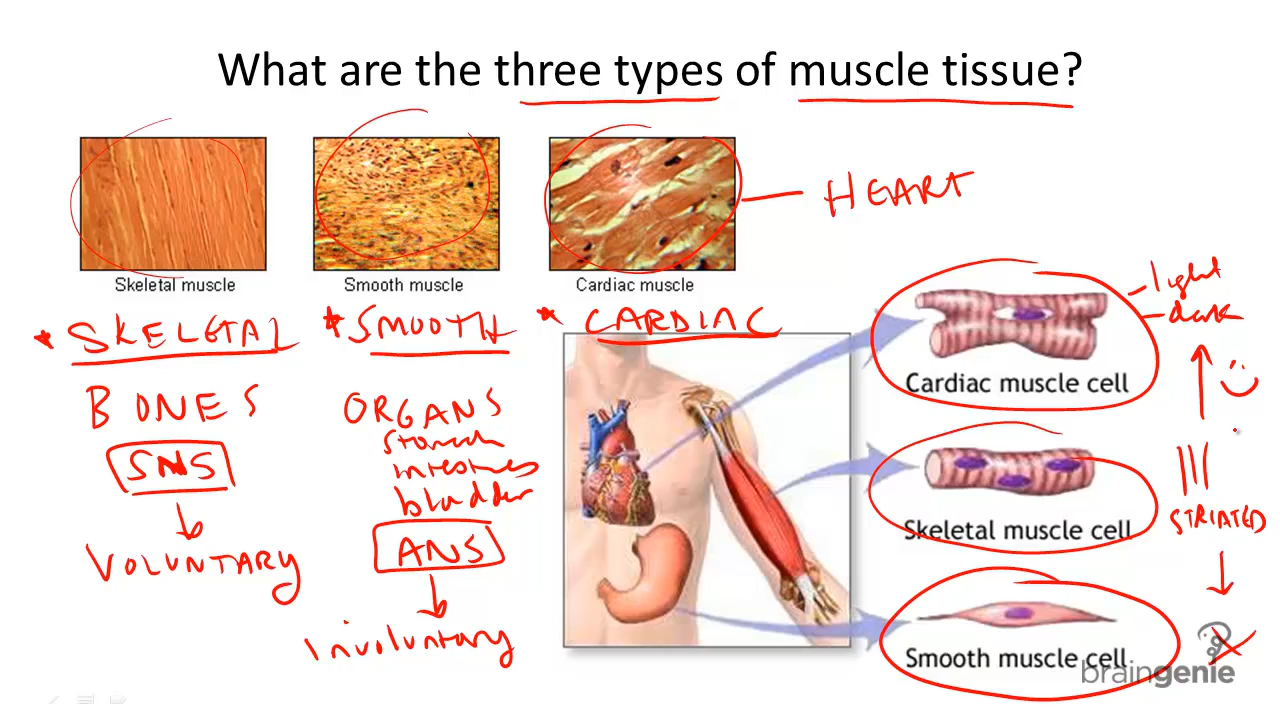 What are the three types of muscle tissue?
HEART
Skeletal muscle
Smooth muscle
Cardiac muscle
* SKELETAL
* SMOOTH
* CARDIAC
BONES
SNS
VOLUNTARY
ORGANS
stomach
intestines
bladder
ANS
Involuntary
light
dark
Cardiac muscle cell
Skeletal muscle cell
STRIATED
Smooth muscle cell
braingenie